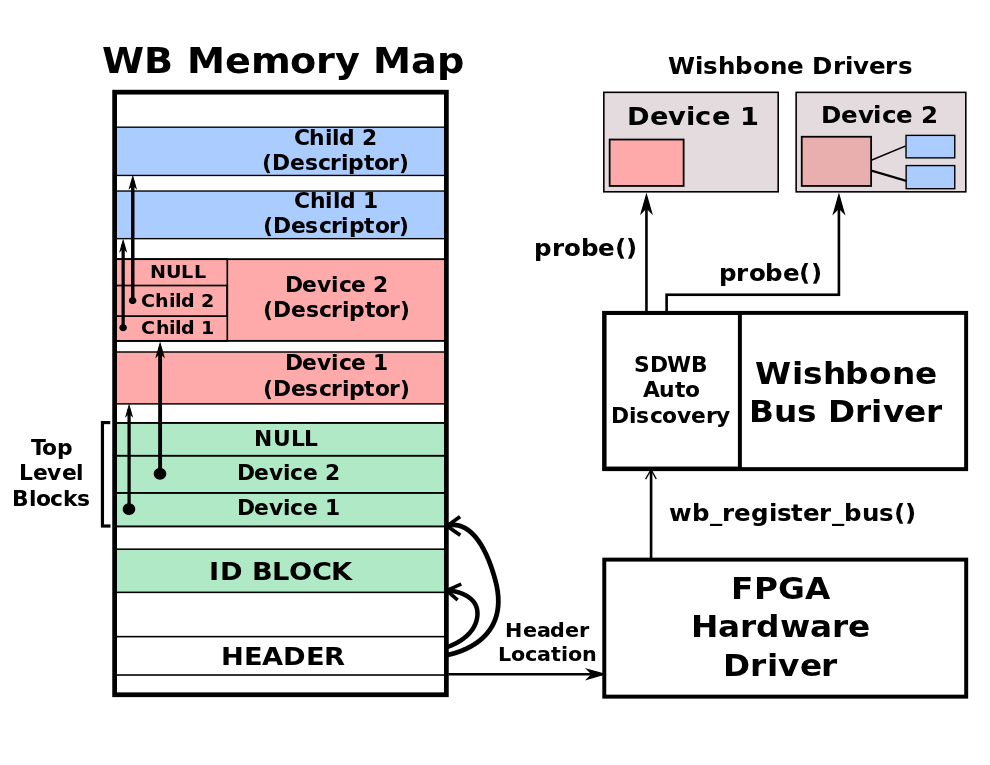 WB Memory Map
Child 2
(Descriptor)
Child 1
(Descriptor)
NULL
Child 2
Child 1
Device 2
(Descriptor)
Device 1
(Descriptor)
Top
Level
Blocks
NULL
Device 2
Device 1
ID BLOCK
HEADER
Header
Location
Wishbone Drivers
Device 1
Device 2
probe()
probe()
SDWB
Auto
Discovery
Wishbone
Bus Driver
wb_register_bus()
FPGA
Hardware
Driver